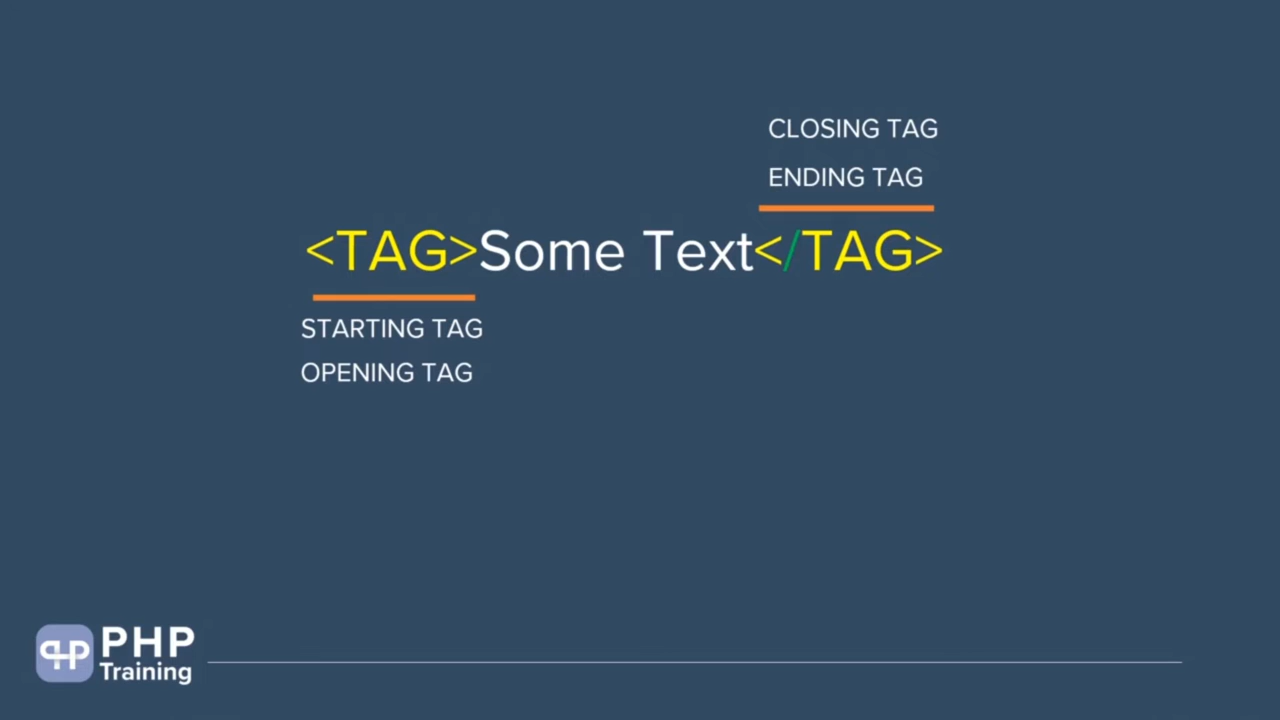 CLOSING TAG
ENDING TAG
<TAG>Some Text</TAG>
STARTING TAG
OPENING TAG
PHP
Training